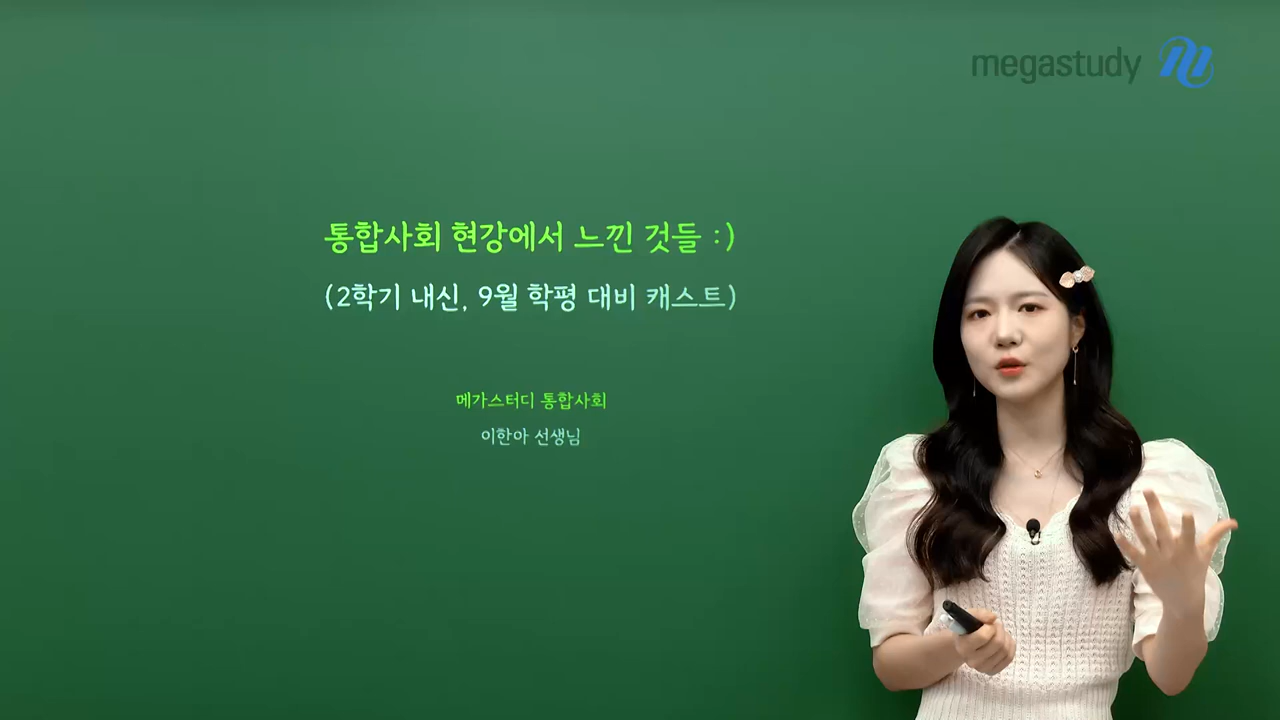 megastudy
통합사회 현강에서 느낀 것들 :)
(2학기 내신, 9월 학평 대비 캐스트)
메가스터디 통합사회
이한아 선생님